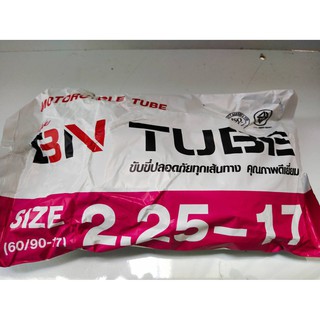 MOTORCYCLE TUBE
BN TUBE
ขับขี่ปลอดภัยทุกเส้นทาง คุณภาพดีเยี่ยม
SIZE 2.25-17
(60/90-17)